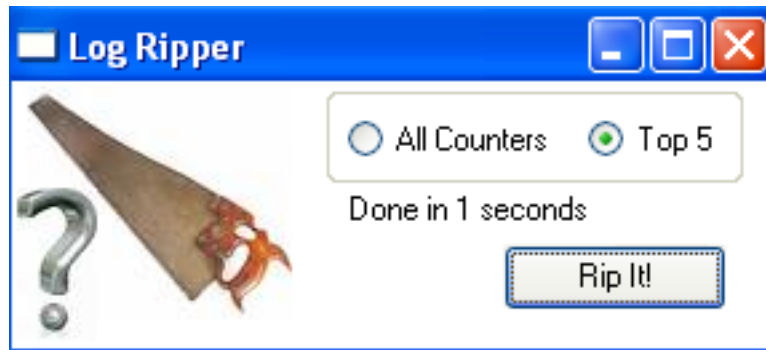 Log Ripper
All Counters Top 5
Done in 1 seconds
Rip It!